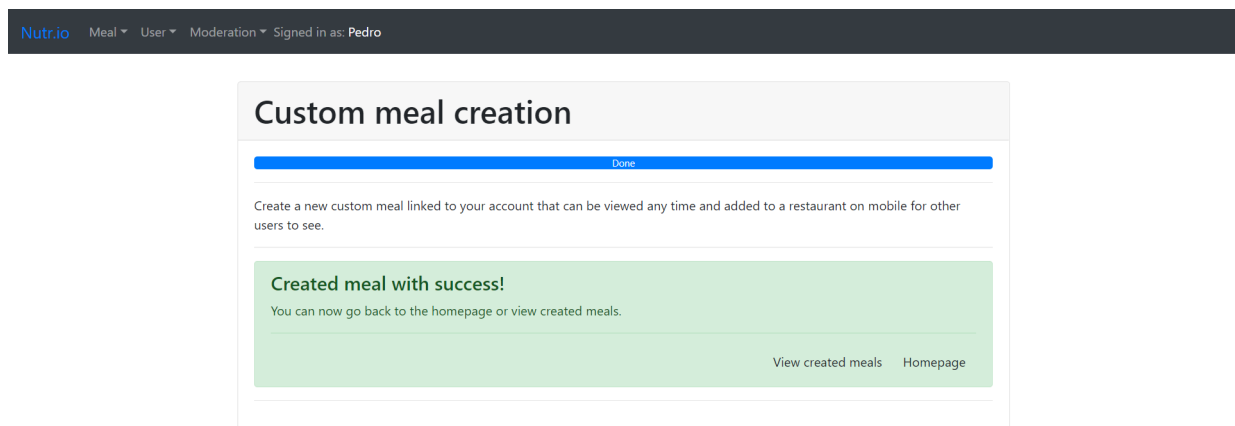 Nutr.io Meal User Moderation Signed in as: Pedro
Custom meal creation
Done
Create a new custom meal linked to your account that can be viewed any time and added to a restaurant on mobile for other
users to see.
Created meal with success!
You can now go back to the homepage or view created meals.
View created meals Homepage